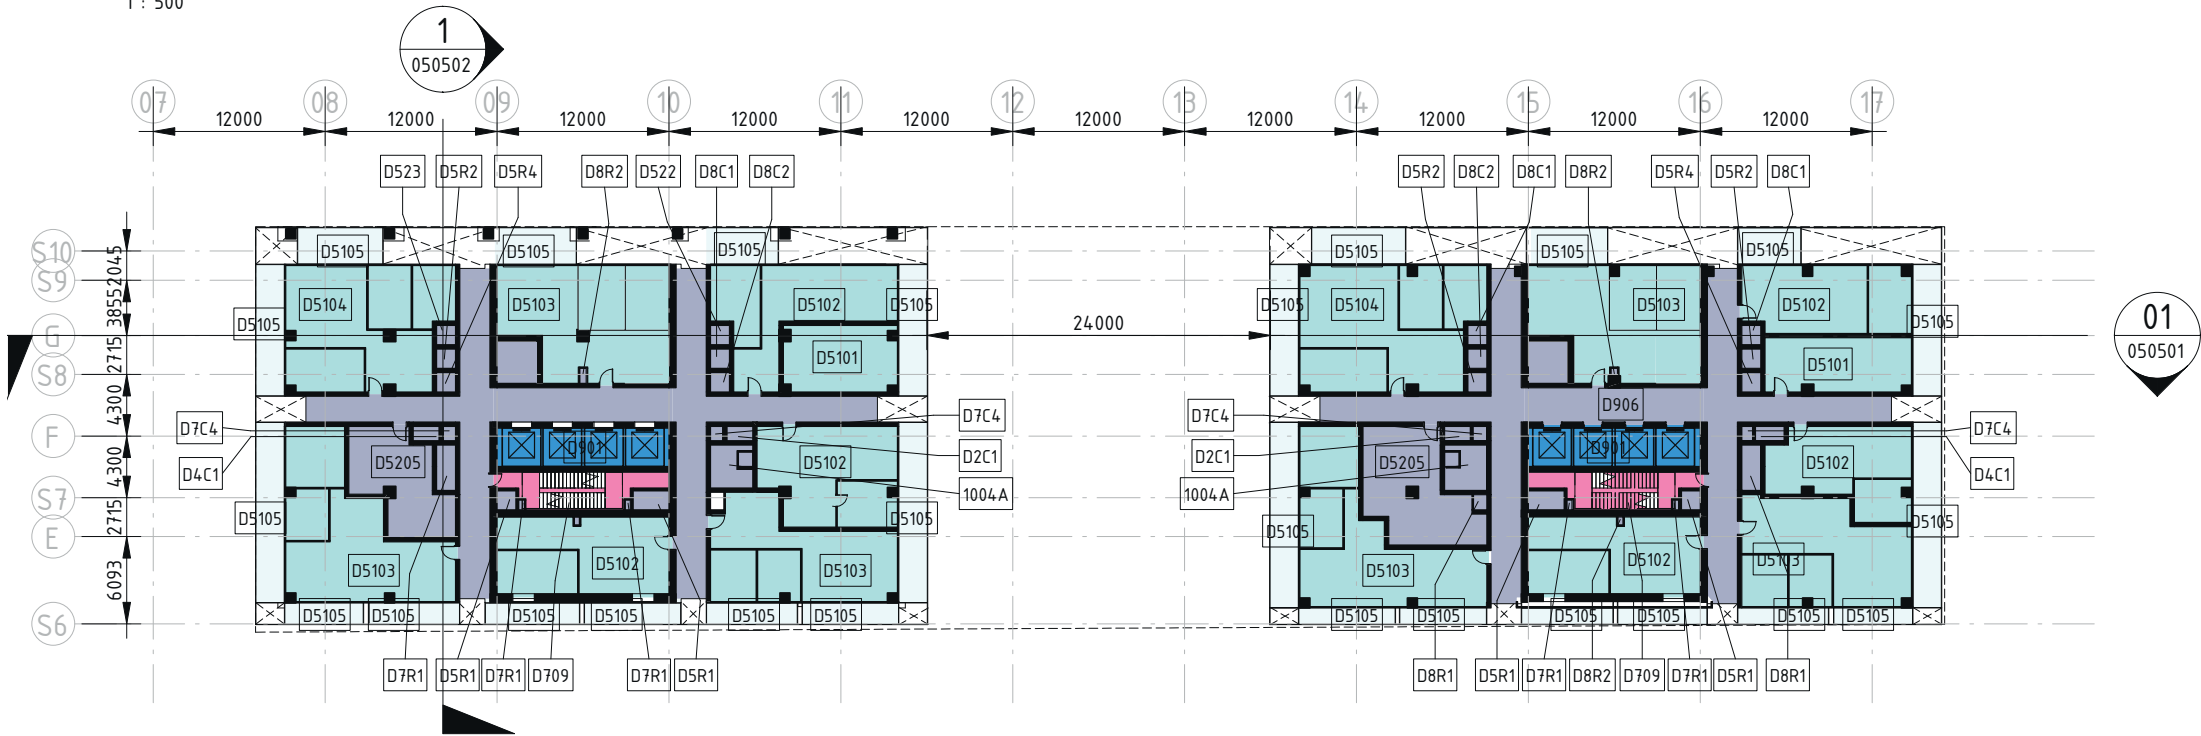 1 : 500
1
050502
07 08 09 10 11 12 13 14 15 16 17
12000 12000 12000 12000 12000 12000 12000 12000 12000 12000
D523 D5R2 D5R4 D8R2 D522 D8C1 D8C2 D5R2 D8C2 D8C1 D8R2 D5R4 D5R2 D8C1
S10 D5105 D5105 D5105 D5105 D5105 D5105
2045
S9
3855
D5104 D5103 D5102 D5105 D5105 D5104 D5103 D5102
D5105 D5105
G 24000 01
050501
2715
D5101 D5101
S8
4300
D906
D7C4 D7C4 D7C4 D7C4
F
D901 D901
D4C1 D5205 D2C1 D5102 D2C1 D5205 D5102 D4C1
4300
1004A 1004A
S7
D5105 D5105 D5105 D5105
2715
E
D5103 D5102 D5103 D5103 D5102 D5103
6093
S6 D5105 D5105 D5105 D5105 D5105 D5105 D5105 D5105 D5105 D5105 D5105 D5105
D7R1 D5R1 D7R1 D709 D7R1 D5R1 D8R1 D5R1 D7R1 D8R2 D709 D7R1 D5R1 D8R1